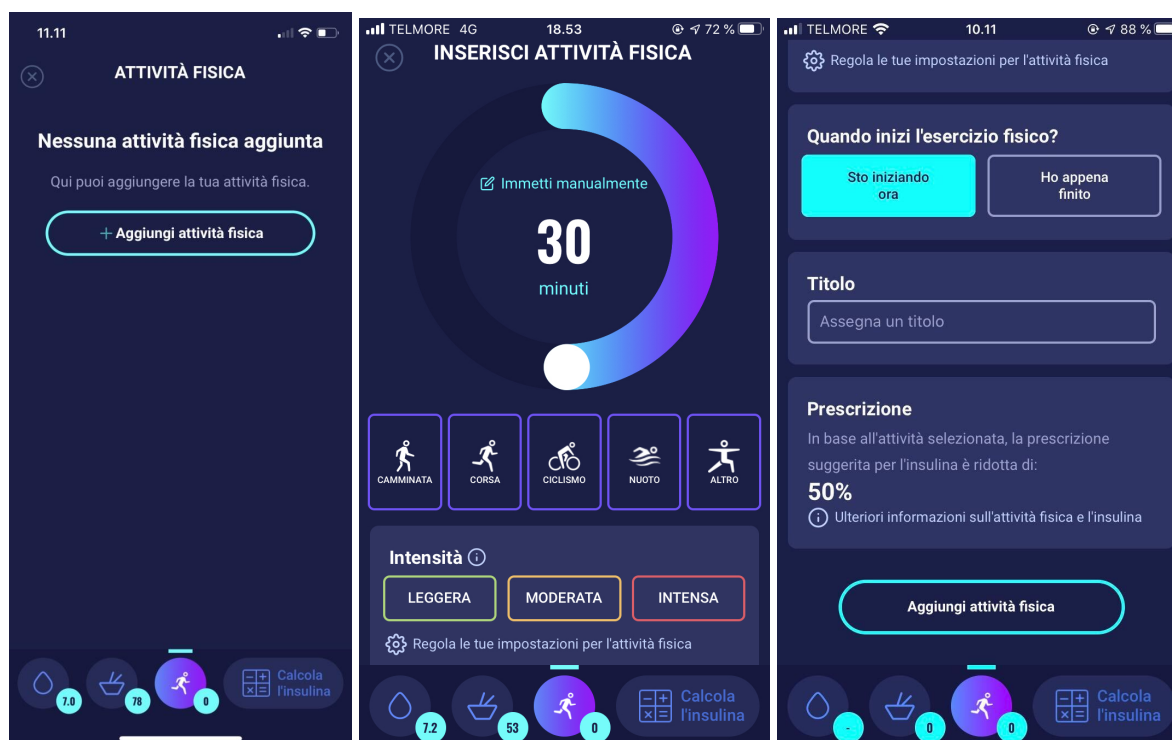 11.11
ATTIVITÀ FISICA
Nessuna attività fisica aggiunta
Qui puoi aggiungere la tua attività fisica.
+ Aggiungi attività fisica
7.0
78
0
Calcola
l'insulina
TELMORE 4G
18.53
72 %
INSERISCI ATTIVITÀ FISICA
Immetti manualmente
30
minuti
CAMMINATA
CORSA
CICLISMO
NUOTO
ALTRO
Intensità
LEGGERA
MODERATA
INTENSA
Regola le tue impostazioni per l'attività fisica
7.2
53
0
Calcola
l'insulina
TELMORE
10.11
88 %
Regola le tue impostazioni per l'attività fisica
Quando inizi l'esercizio fisico?
Sto iniziando
ora
Ho appena
finito
Titolo
Assegna un titolo
Prescrizione
In base all'attività selezionata, la prescrizione
suggerita per l'insulina è ridotta di:
50%
Ulteriori informazioni sull'attività fisica e l'insulina
Aggiungi attività fisica
-
0
0
Calcola
l'insulina